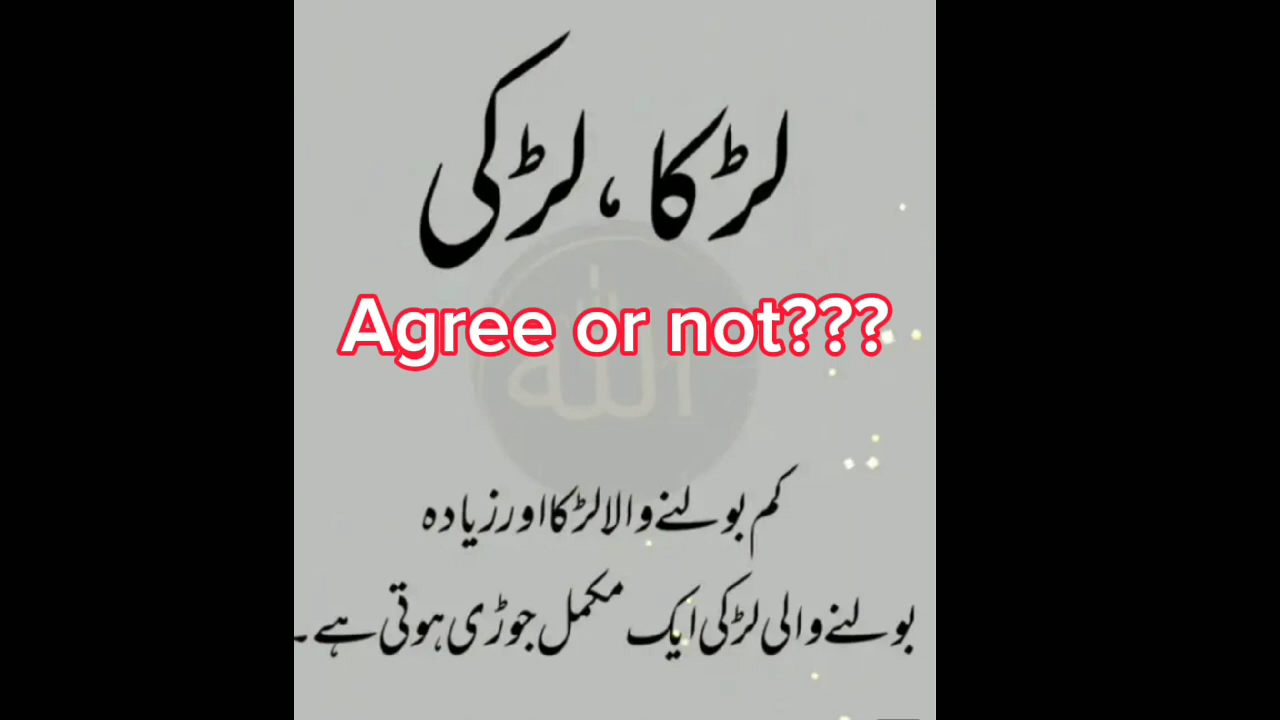 لڑکا، لڑکی
Agree or not???
الله
کم بولنے والا لڑکا اور زیادہ
بولنے والی لڑکی ایک مکمل جوڑی ہوتی ہے۔